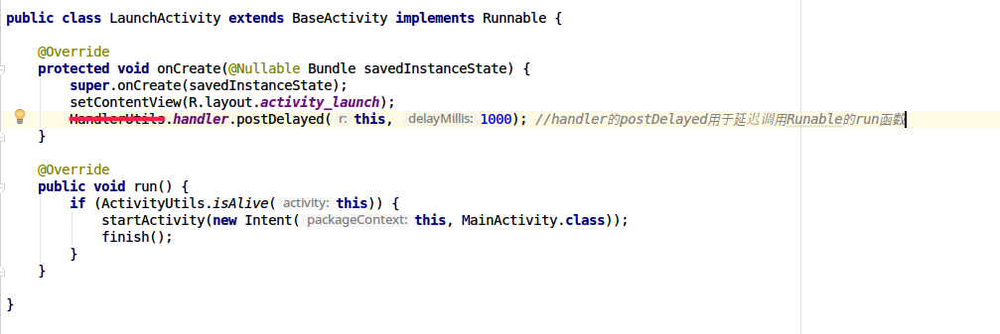 public class LaunchActivity extends BaseActivity implements Runnable {
@Override
protected void onCreate(@Nullable Bundle savedInstanceState) {
super.onCreate(savedInstanceState);
setContentView(R.layout.activity_launch);
HandlerUtils.handler.postDelayed( r: this, delayMillis: 1000); //handler的postDelayed用于延迟调用Runable的run函数
}
@Override
public void run() {
if (ActivityUtils.isAlive( activity: this)) {
startActivity(new Intent( packageContext: this, MainActivity.class));
finish();
}
}
}